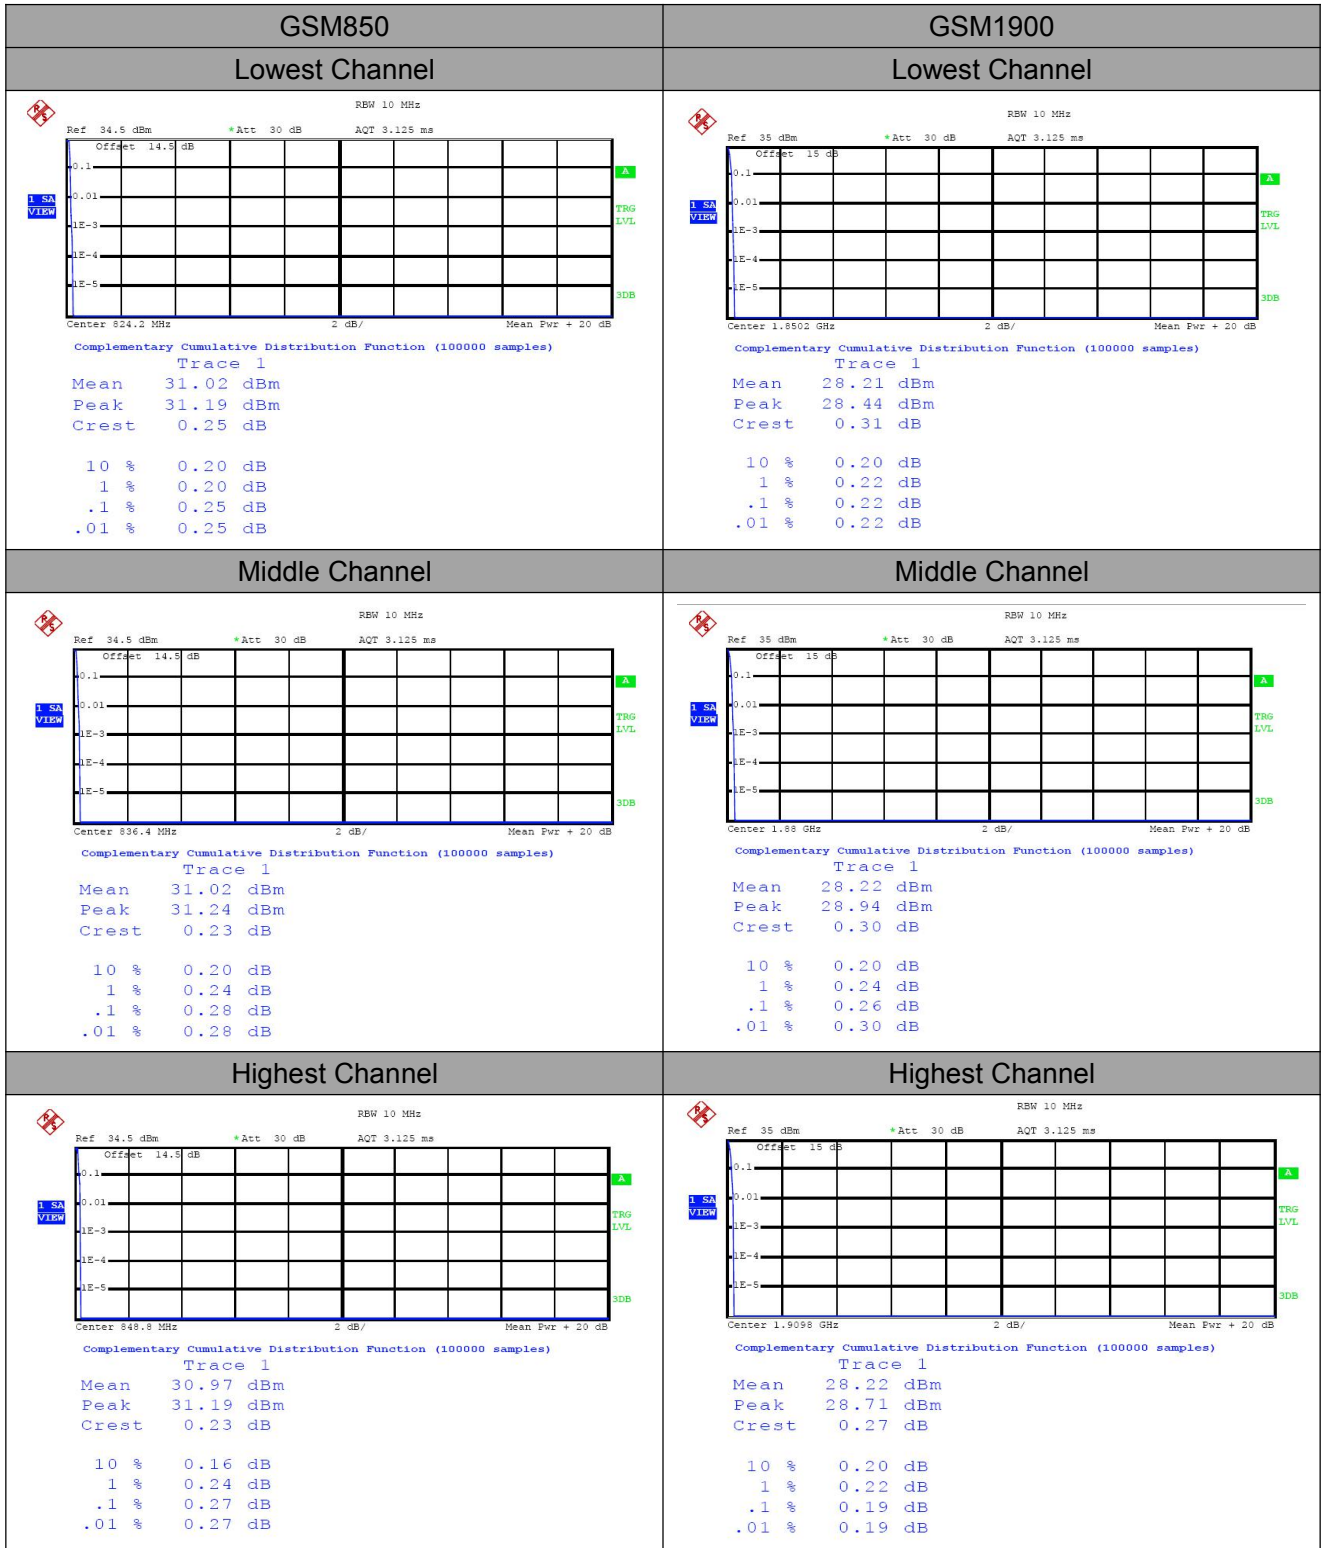 GSM850
GSM1900
Lowest Channel
Lowest Channel
R/S
RBW 10 MHz
Ref 34.5 dBm *Att 30 dB AQT 3.125 ms
Offset 14.5 dB
0.1
A
0.01
1 SA
VIEW
TRG
LVL
1E-3
1E-4
1E-5
3DB
Center 824.2 MHz 2 dB/ Mean Pwr + 20 dB
Complementary Cumulative Distribution Function (100000 samples)
Trace 1
Mean 31.02 dBm
Peak 31.19 dBm
Crest 0.25 dB
10 % 0.20 dB
1 % 0.20 dB
.1 % 0.25 dB
.01 % 0.25 dB
R/S
RBW 10 MHz
Ref 35 dBm *Att 30 dB AQT 3.125 ms
Offset 15 dB
0.1
A
0.01
1 SA
VIEW
TRG
LVL
1E-3
1E-4
1E-5
3DB
Center 1.8502 GHz 2 dB/ Mean Pwr + 20 dB
Complementary Cumulative Distribution Function (100000 samples)
Trace 1
Mean 28.21 dBm
Peak 28.44 dBm
Crest 0.31 dB
10 % 0.20 dB
1 % 0.22 dB
.1 % 0.22 dB
.01 % 0.22 dB
Middle Channel
Middle Channel
R/S
RBW 10 MHz
Ref 34.5 dBm *Att 30 dB AQT 3.125 ms
Offset 14.5 dB
0.1
A
0.01
1 SA
VIEW
TRG
LVL
1E-3
1E-4
1E-5
3DB
Center 836.4 MHz 2 dB/ Mean Pwr + 20 dB
Complementary Cumulative Distribution Function (100000 samples)
Trace 1
Mean 31.02 dBm
Peak 31.24 dBm
Crest 0.23 dB
10 % 0.20 dB
1 % 0.24 dB
.1 % 0.28 dB
.01 % 0.28 dB
R/S
RBW 10 MHz
Ref 35 dBm *Att 30 dB AQT 3.125 ms
Offset 15 dB
0.1
A
0.01
1 SA
VIEW
TRG
LVL
1E-3
1E-4
1E-5
3DB
Center 1.88 GHz 2 dB/ Mean Pwr + 20 dB
Complementary Cumulative Distribution Function (100000 samples)
Trace 1
Mean 28.22 dBm
Peak 28.94 dBm
Crest 0.30 dB
10 % 0.20 dB
1 % 0.24 dB
.1 % 0.26 dB
.01 % 0.30 dB
Highest Channel
Highest Channel
R/S
RBW 10 MHz
Ref 34.5 dBm *Att 30 dB AQT 3.125 ms
Offset 14.5 dB
0.1
A
0.01
1 SA
VIEW
TRG
LVL
1E-3
1E-4
1E-5
3DB
Center 848.8 MHz 2 dB/ Mean Pwr + 20 dB
Complementary Cumulative Distribution Function (100000 samples)
Trace 1
Mean 30.97 dBm
Peak 31.19 dBm
Crest 0.23 dB
10 % 0.16 dB
1 % 0.24 dB
.1 % 0.27 dB
.01 % 0.27 dB
R/S
RBW 10 MHz
Ref 35 dBm *Att 30 dB AQT 3.125 ms
Offset 15 dB
0.1
A
0.01
1 SA
VIEW
TRG
LVL
1E-3
1E-4
1E-5
3DB
Center 1.9098 GHz 2 dB/ Mean Pwr + 20 dB
Complementary Cumulative Distribution Function (100000 samples)
Trace 1
Mean 28.22 dBm
Peak 28.71 dBm
Crest 0.27 dB
10 % 0.20 dB
1 % 0.22 dB
.1 % 0.19 dB
.01 % 0.19 dB